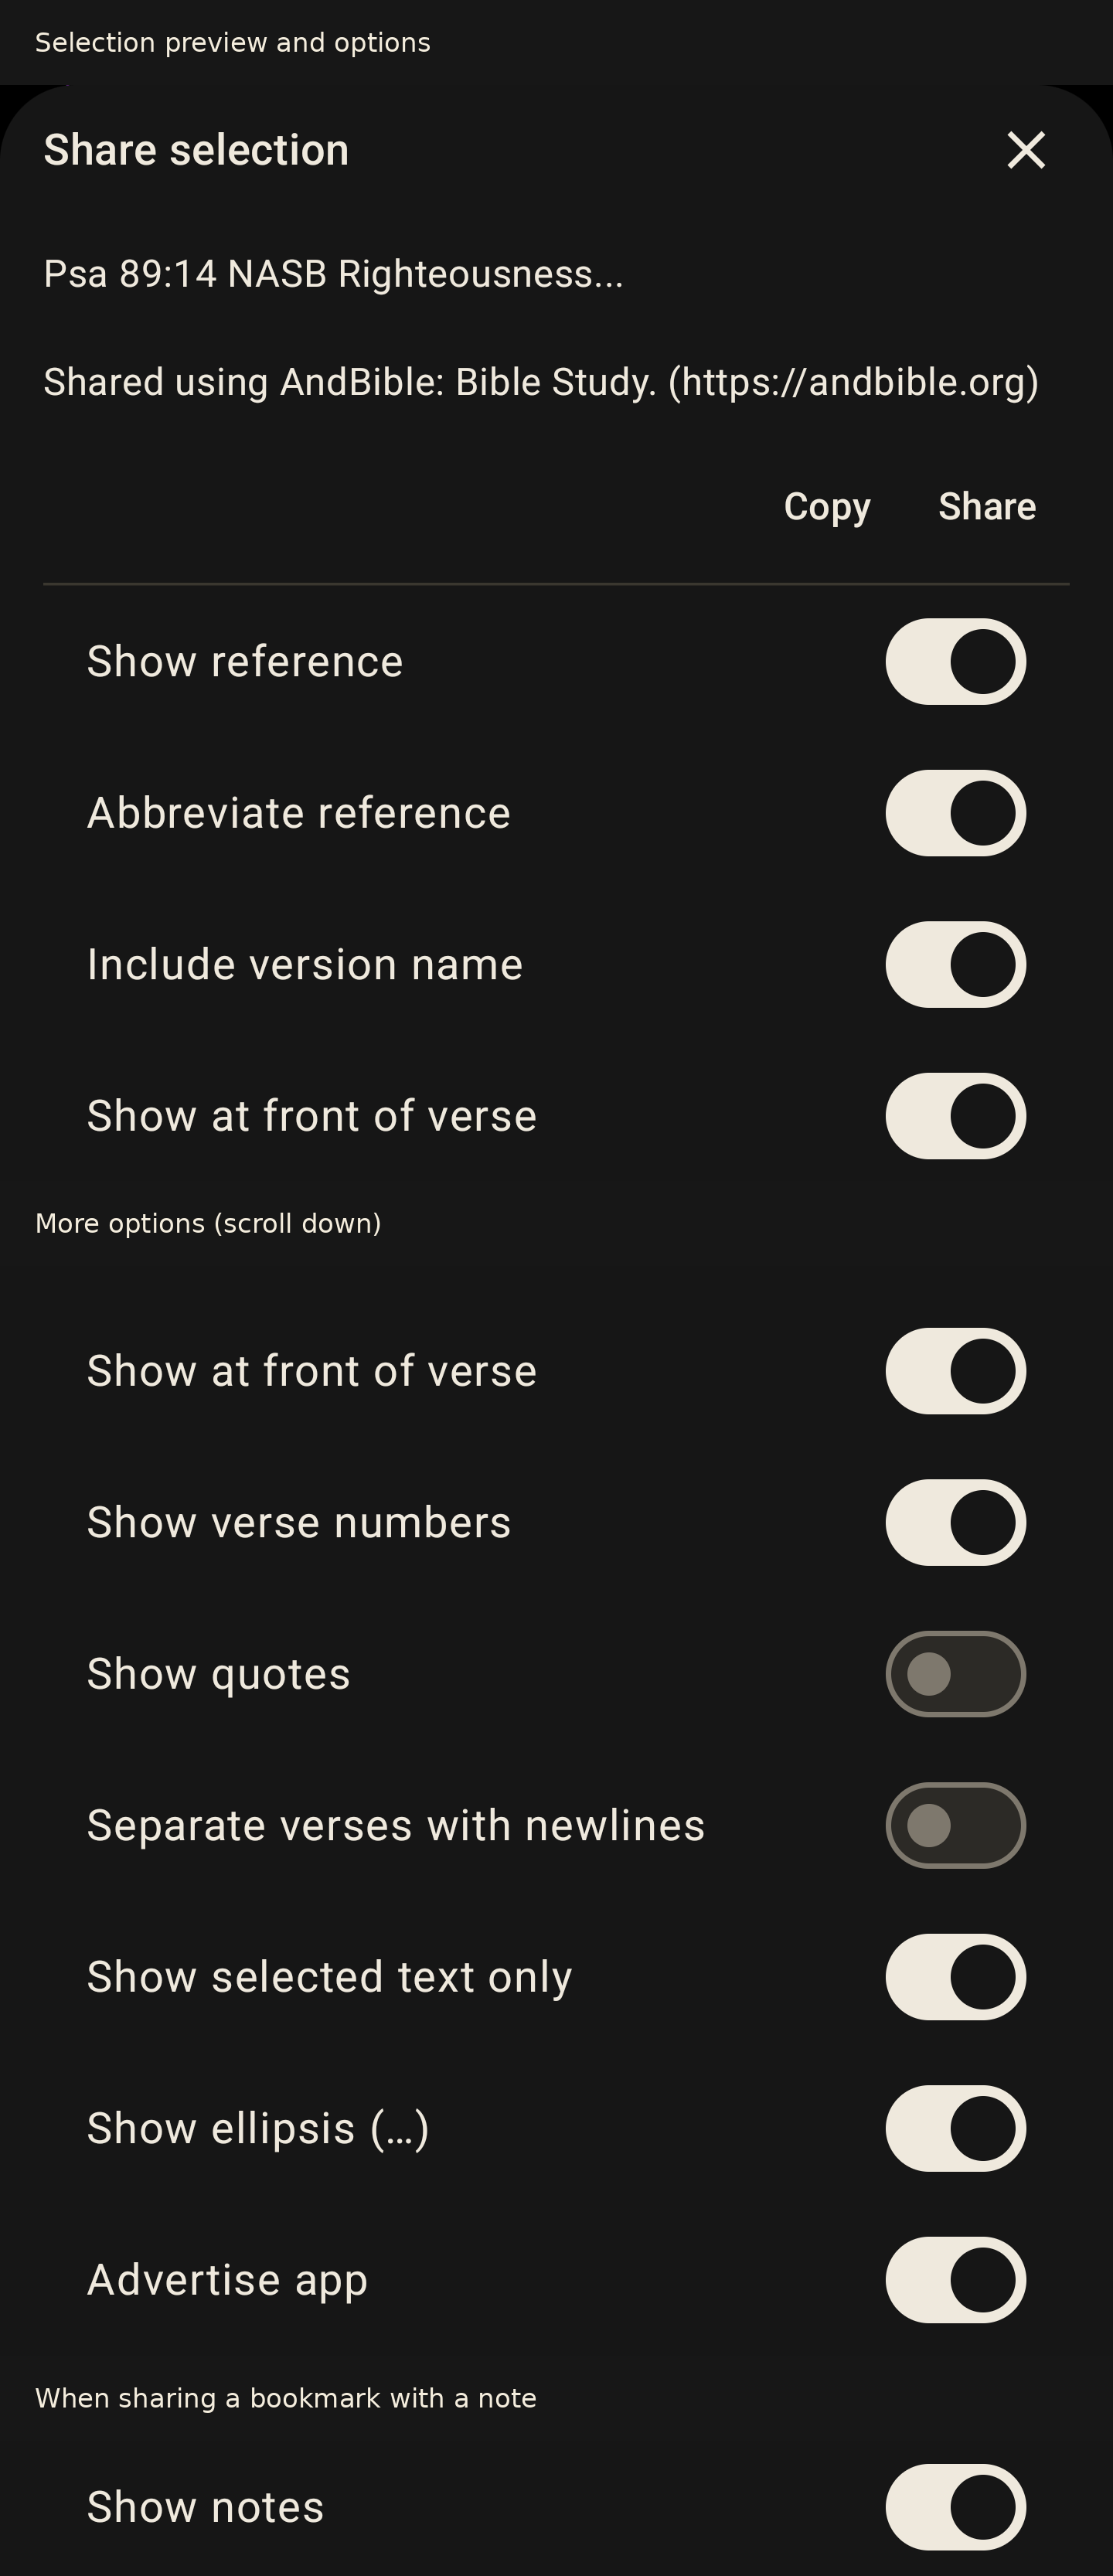 Selection preview and options
Share selection
Psa 89:14 NASB Righteousness...
Shared using AndBible: Bible Study. (https://andbible.org)
Copy Share
Show reference
Abbreviate reference
Include version name
Show at front of verse
More options (scroll down)
Show at front of verse
Show verse numbers
Show quotes
Separate verses with newlines
Show selected text only
Show ellipsis (…)
Advertise app
When sharing a bookmark with a note
Show notes